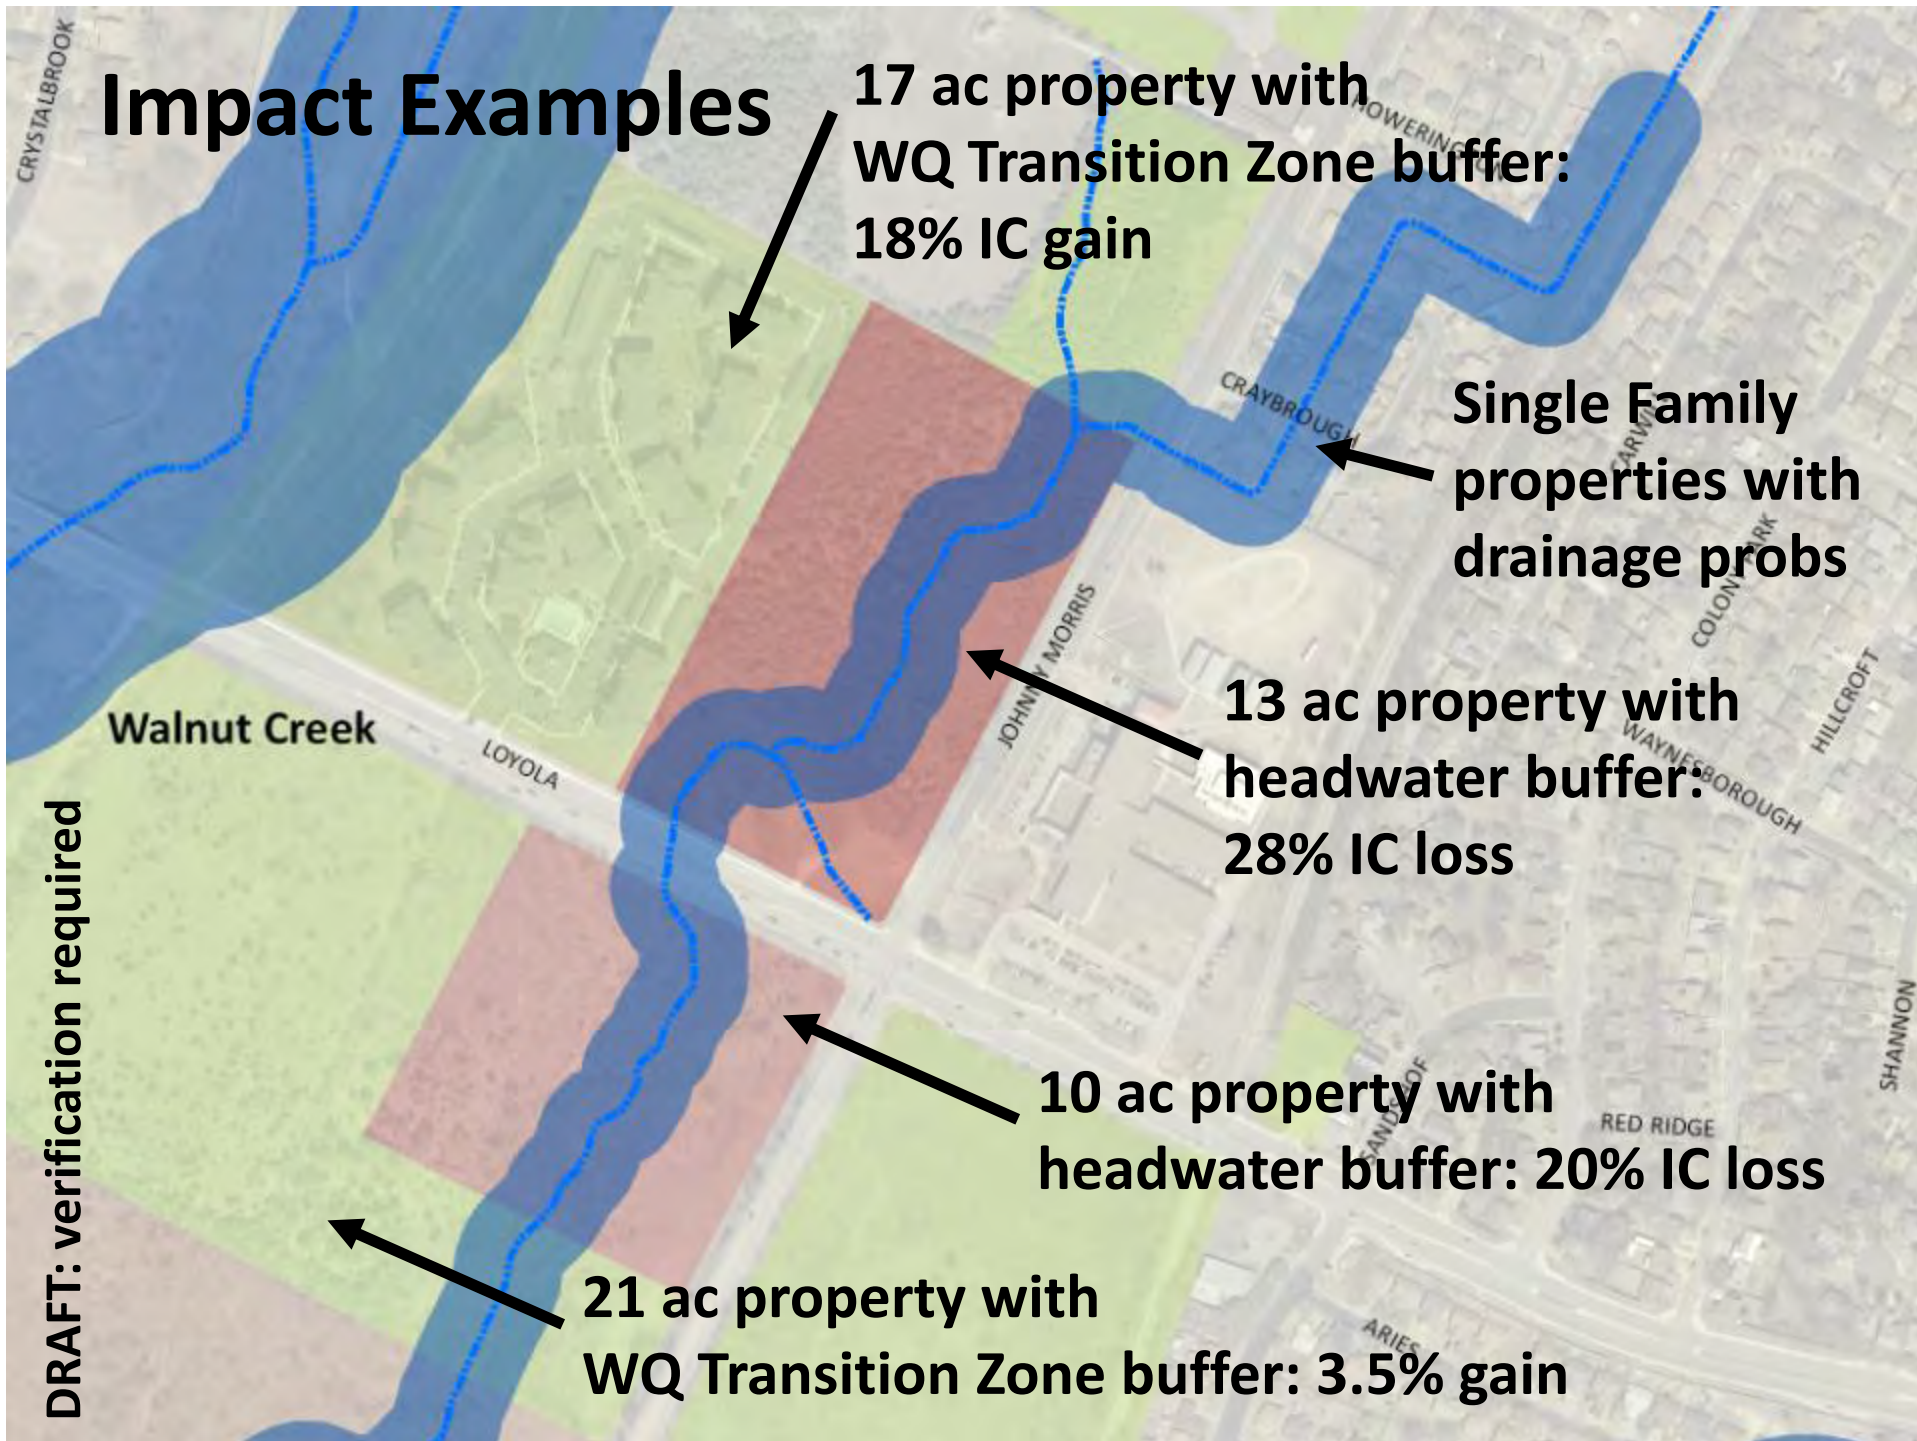 Impact Examples
17 ac property with
WQ Transition Zone buffer:
18% IC gain
CRYSTALBROOK
CRAYBROUGH
Single Family
properties with
drainage probs
COLONY PARK
JOHNNY MORRIS
13 ac property with
headwater buffer:
28% IC loss
HILLCROFT
WAYNESBOROUGH
Walnut Creek
LOYOLA
DRAFT: verification required
SHANNON
10 ac property with
headwater buffer: 20% IC loss
RED RIDGE
21 ac property with
WQ Transition Zone buffer: 3.5% gain
ARIES